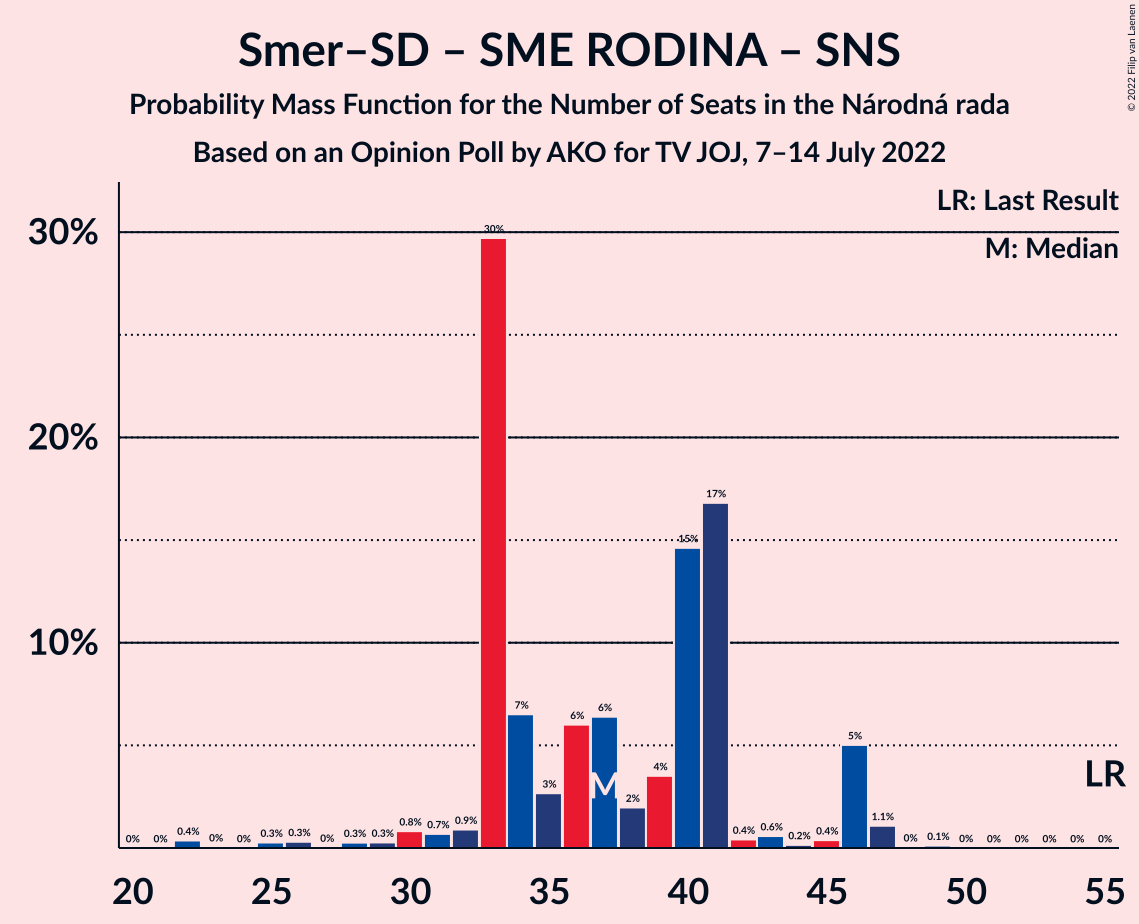 Smer–SD – SME RODINA – SNS
Probability Mass Function for the Number of Seats in the Národná rada
Based on an Opinion Poll by AKO for TV JOJ, 7–14 July 2022
© 2022 Filip van Laenen
LR: Last Result
M: Median
30%
20%
10%
0% 0% 0.4% 0% 0% 0.3% 0.3% 0% 0.3% 0.3% 0.8% 0.7% 0.9% 30% 7% 3% 6% 6% 2% 4% 15% 17% 0.4% 0.6% 0.2% 0.4% 5% 1.1% 0% 0.1% 0% 0% 0% 0% 0% 0%
M
LR
20 25 30 35 40 45 50 55